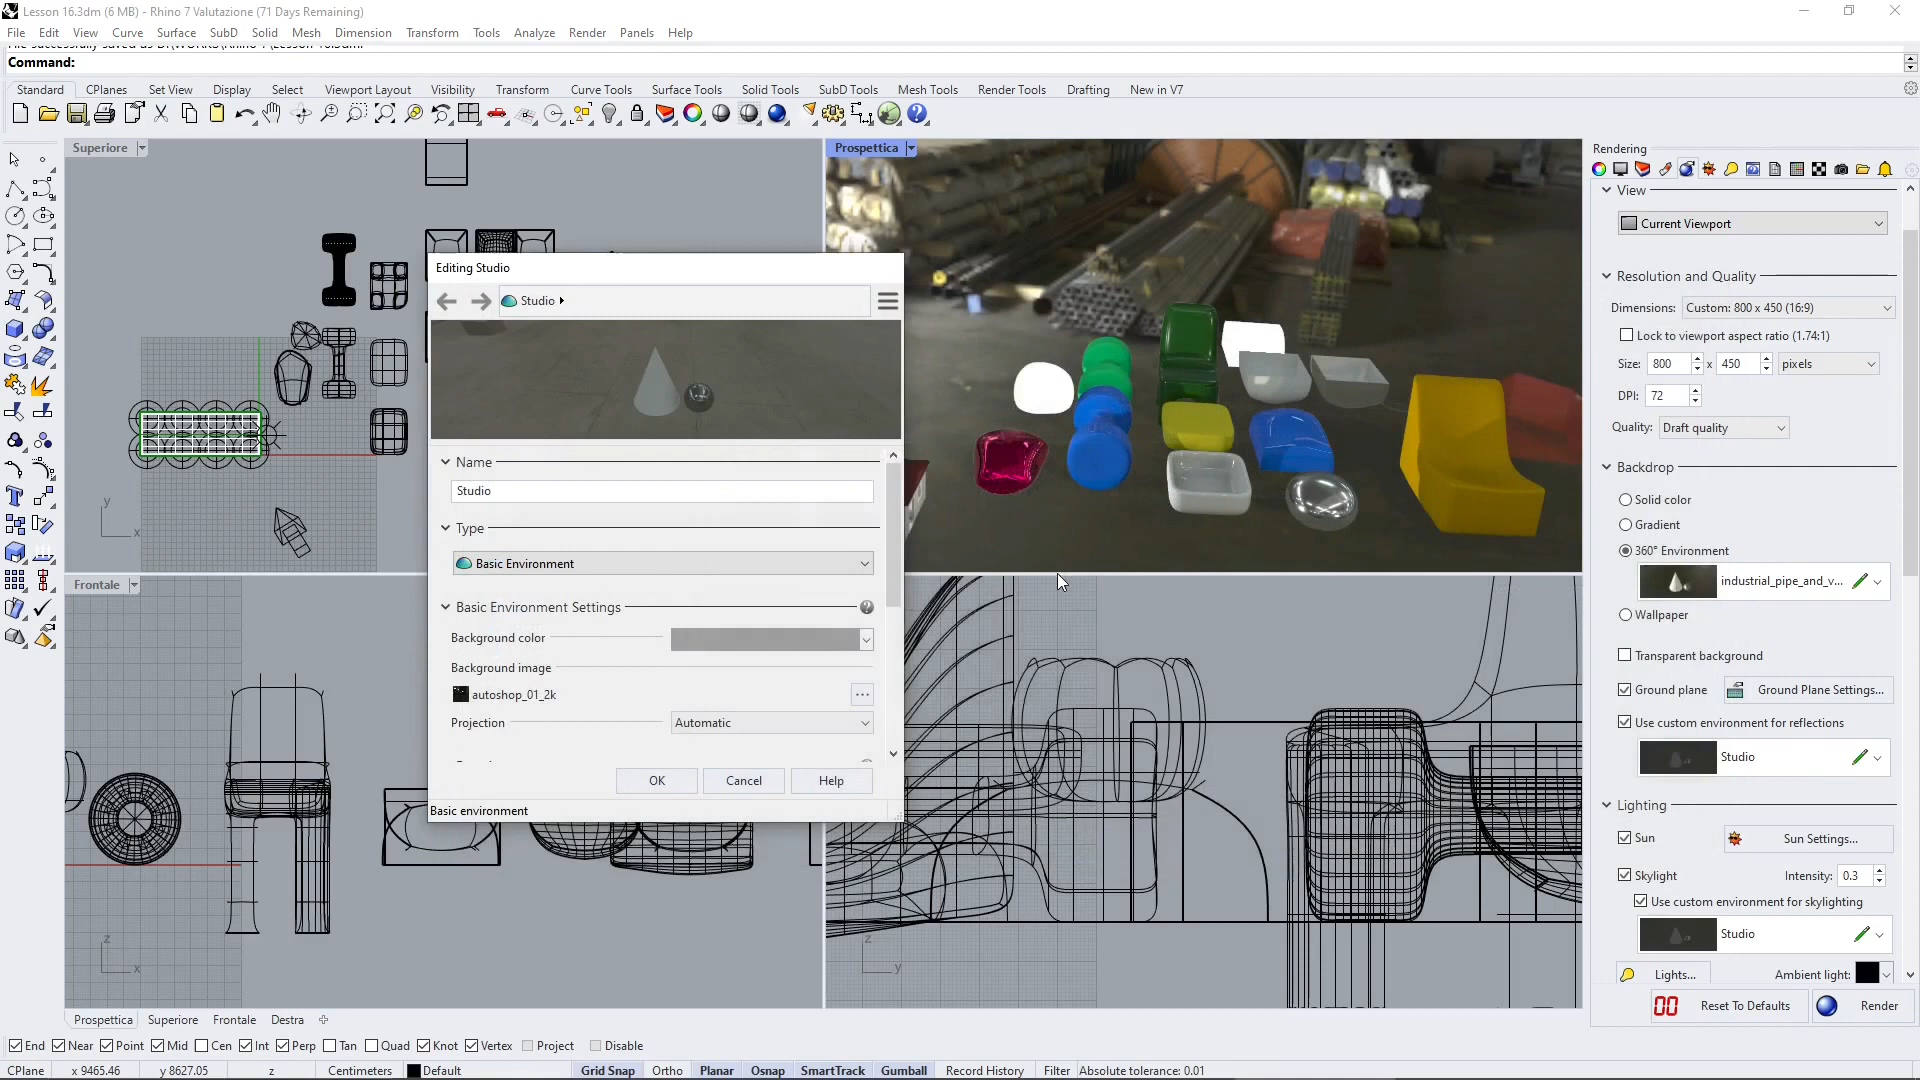 Lesson 16.3dm (6 MB) - Rhino 7 Valutazione (71 Days Remaining)
File Edit View Curve Surface SubD Solid Mesh Dimension Transform Tools Analyze Render Panels Help
Command:
Standard CPlanes Set View Display Select Viewport Layout Visibility Transform Curve Tools Surface Tools Solid Tools SubD Tools Mesh Tools Render Tools Drafting New in V7
Superiore
Prospettica
Frontale
y
x
z
x
z
y
Editing Studio
Studio
Name
Studio
Type
Basic Environment
Basic Environment Settings
Background color
Background image
autoshop_01_2k
...
Projection
Automatic
OK
Cancel
Help
Basic environment
Rendering
View
Current Viewport
Resolution and Quality
Dimensions: Custom: 800 x 450 (16:9)
Lock to viewport aspect ratio (1.74:1)
Size: 800 x 450 pixels
DPI: 72
Quality: Draft quality
Backdrop
Solid color
Gradient
360° Environment
industrial_pipe_and_v...
Wallpaper
Transparent background
Ground plane
Ground Plane Settings...
Use custom environment for reflections
Studio
Lighting
Sun
Sun Settings...
Skylight
Intensity: 0.3
Use custom environment for skylighting
Studio
Lights...
Ambient light:
Reset To Defaults
Render
Prospettica Superiore Frontale Destra
End Near Point Mid Cen Int Perp Tan Quad Knot Vertex Project Disable
CPlane x 9465.46 y 8627.05 z Centimeters Default Grid Snap Ortho Planar Osnap SmartTrack Gumball Record History Filter Absolute tolerance: 0.01